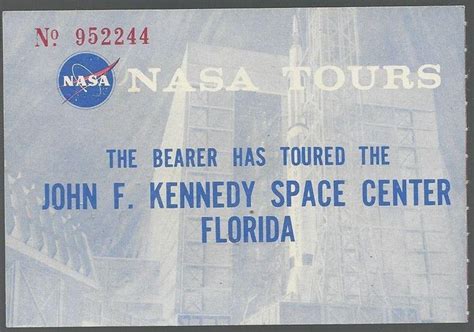 Nº 952244
NASA NASA TOURS
THE BEARER HAS TOURED THE
JOHN F. KENNEDY SPACE CENTER
FLORIDA